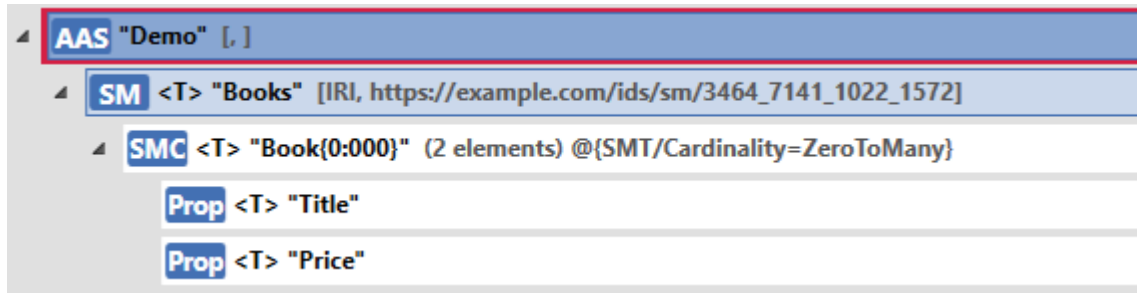 AAS "Demo" [, ]
SM <T> "Books" [IRI, https://example.com/ids/sm/3464_7141_1022_1572]
SMC <T> "Book{0:000}" (2 elements) @{SMT/Cardinality=ZeroToMany}
Prop <T> "Title"
Prop <T> "Price"